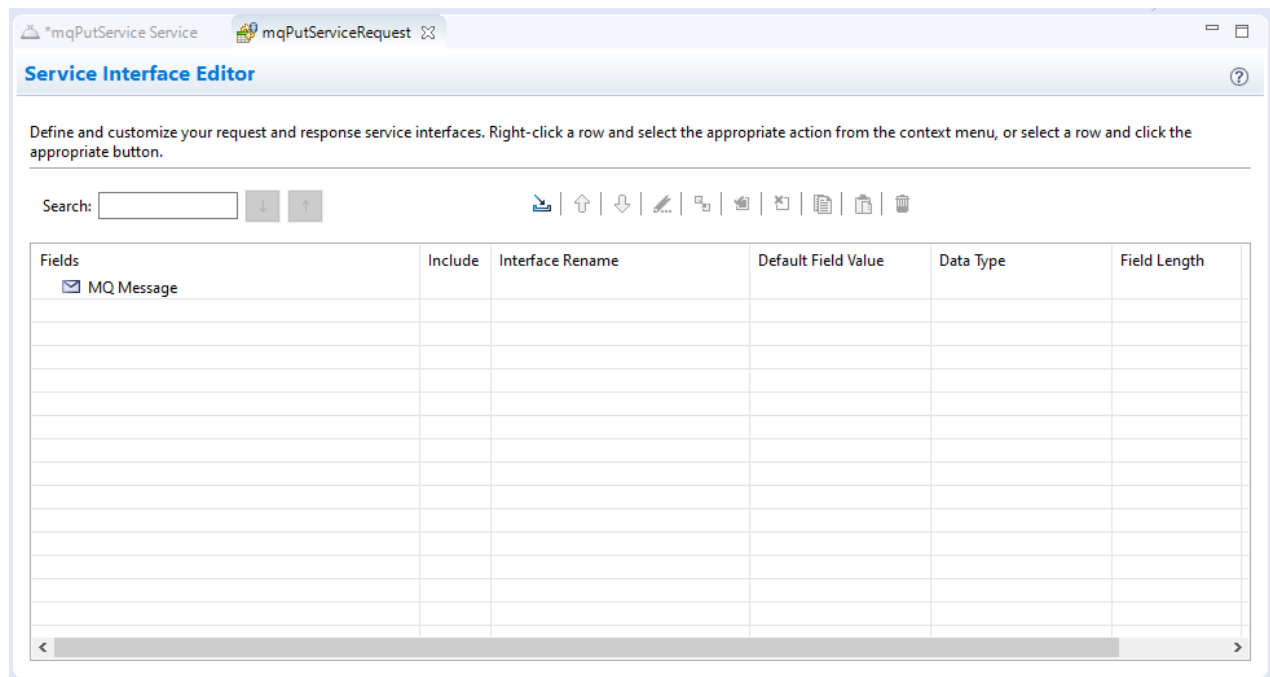 *mqPutService Service mqPutServiceRequest
Service Interface Editor
Define and customize your request and response service interfaces. Right-click a row and select the appropriate action from the context menu, or select a row and click the
appropriate button.
Search:
Fields Include Interface Rename Default Field Value Data Type Field Length
MQ Message